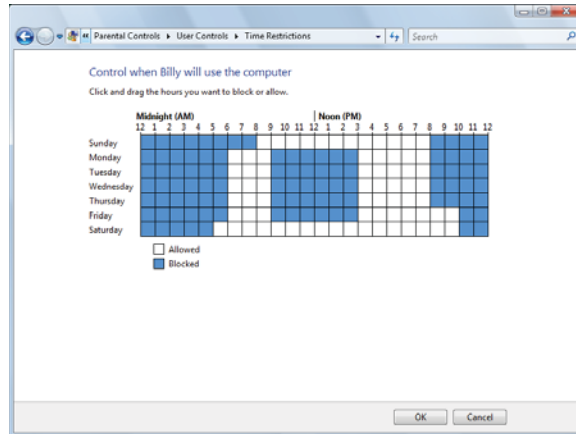 « Parental Controls ▸ User Controls ▸ Time Restrictions Search
Control when Billy will use the computer
Click and drag the hours you want to block or allow.
Midnight (AM) Noon (PM)
12 1 2 3 4 5 6 7 8 9 10 11 12 1 2 3 4 5 6 7 8 9 10 11 12
Sunday
Monday
Tuesday
Wednesday
Thursday
Friday
Saturday
Allowed
Blocked
OK Cancel